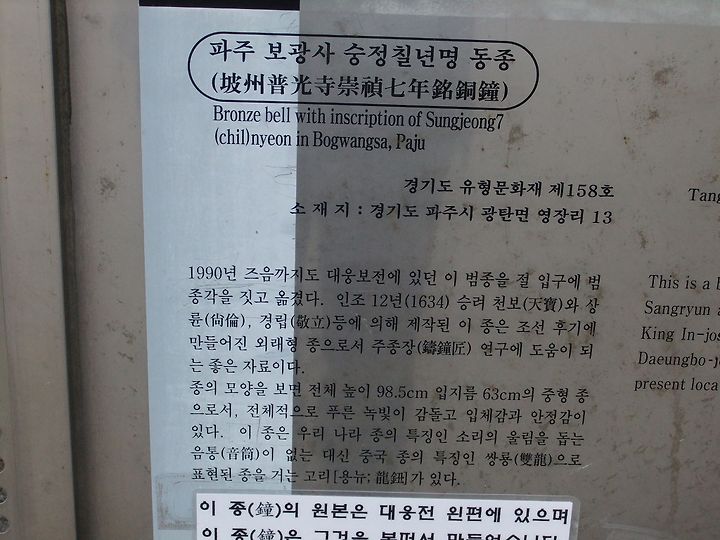 파주 보광사 숭정칠년명 동종
(坡州普光寺崇禎七年銘銅鐘)
Bronze bell with inscription of Sungjeong7
(chil)nyeon in Bogwangsa, Paju
경기도 유형문화재 제158호
소 재 지 : 경기도 파주시 광탄면 영장리 13
1990년 즈음까지도 대웅보전에 있던 이 범종을 절 입구에 범
종각을 짓고 옮겼다. 인조 12년(1634) 승려 천보(天寶)와 상
륜(尙倫), 경립(敬立)등에 의해 제작된 이 종은 조선 후기에
만들어진 외래형 종으로서 주종장(鑄鐘匠) 연구에 도움이 되
는 좋은 자료이다.
종의 모양을 보면 전체 높이 98.5cm 입지름 63cm의 중형 종
으로서, 전체적으로 푸른 녹빛이 감돌고 입체감과 안정감이
있다. 이 종은 우리 나라 종의 특징인 소리의 울림을 돕는
음통(音筒)이 없는 대신 중국 종의 특징인 쌍룡(雙龍)으로
표현된 종을 거는 고리[용뉴; 龍鈕]가 있다.
이 종(鐘)의 원본은 대웅전 왼편에 있으며
이 종(鐘)은 그것을
Tang
This is a b
Sangryun a
King In-jos
Daeungbo-j
present loca